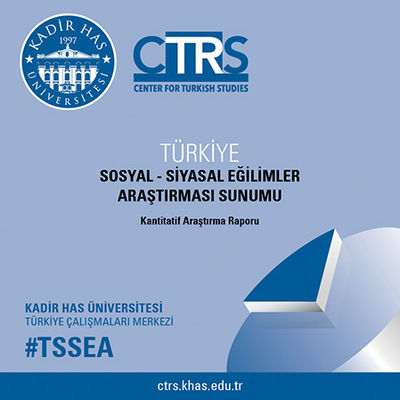 KADİR HAS
1997
ÜNİVERSİTESİ
CTRS
CENTER FOR TURKISH STUDIES
TÜRKİYE
SOSYAL - SİYASAL EĞİLİMLER
ARAŞTIRMASI SUNUMU
Kantitatif Araştırma Raporu
KADİR HAS ÜNİVERSİTESİ
TÜRKİYE ÇALIŞMALARI MERKEZİ
#TSSEA
ctrs.khas.edu.tr